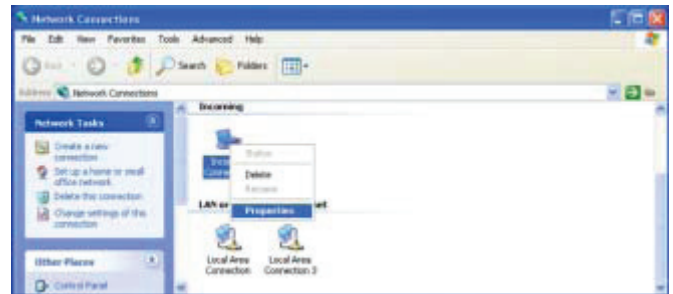 Network Connections
File Edit View Favorites Tools Advanced Help
Back Search Folders
Address Network Connections Go
Incoming
Network Tasks
Create a new
connection
Set up a home or small
office network
Delete this connection
Change settings of this
connection
Other Places
Control Panel
Status
Delete
Rename
Properties
LAN or
Local Area
Connection
Local Area
Connection 3